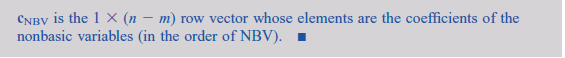 c_NBV is the 1 × (n − m) row vector whose elements are the coefficients of the
nonbasic variables (in the order of NBV). ■